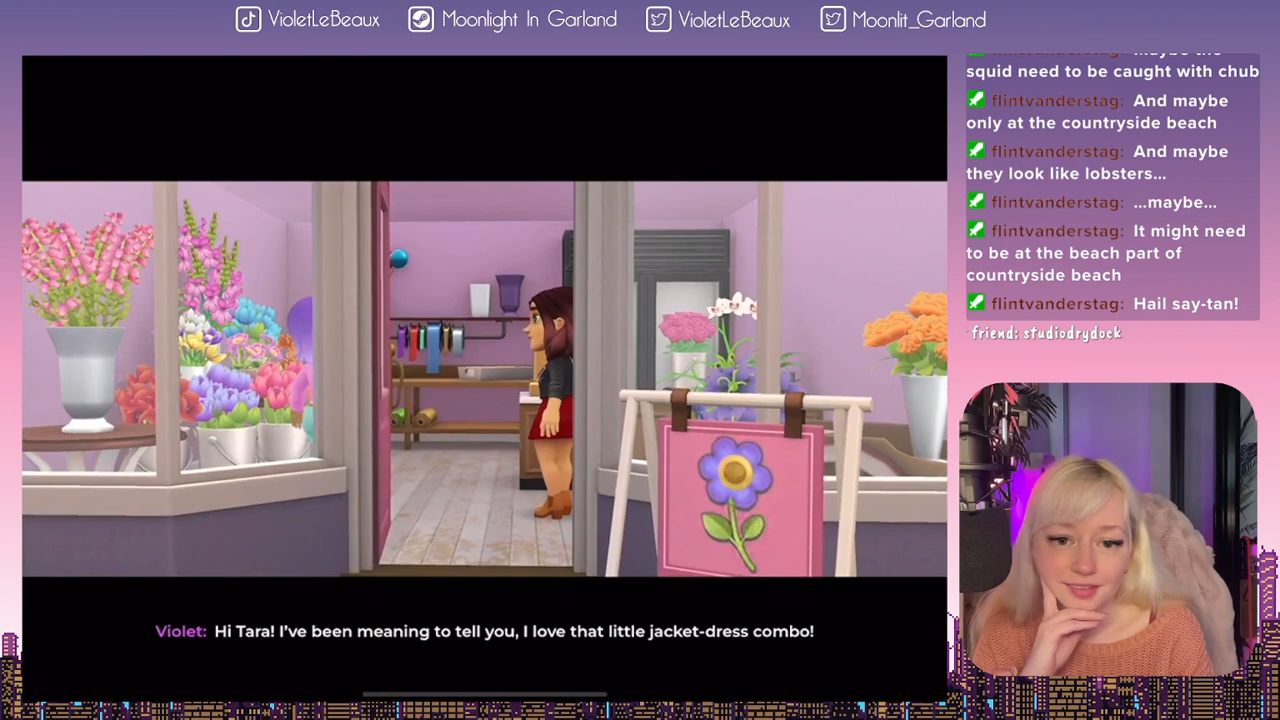 VioletLeBeaux
Moonlight In Garland
VioletLeBeaux
Moonlit_Garland
squid need to be caught with chub
flintvanderstag: And maybe
only at the countryside beach
flintvanderstag: And maybe
they look like lobsters...
flintvanderstag: ...maybe...
flintvanderstag: It might need
to be at the beach part of
countryside beach
flintvanderstag: Hail say-tan!
friend: studiodrydock
Violet: Hi Tara! I've been meaning to tell you, I love that little jacket-dress combo!